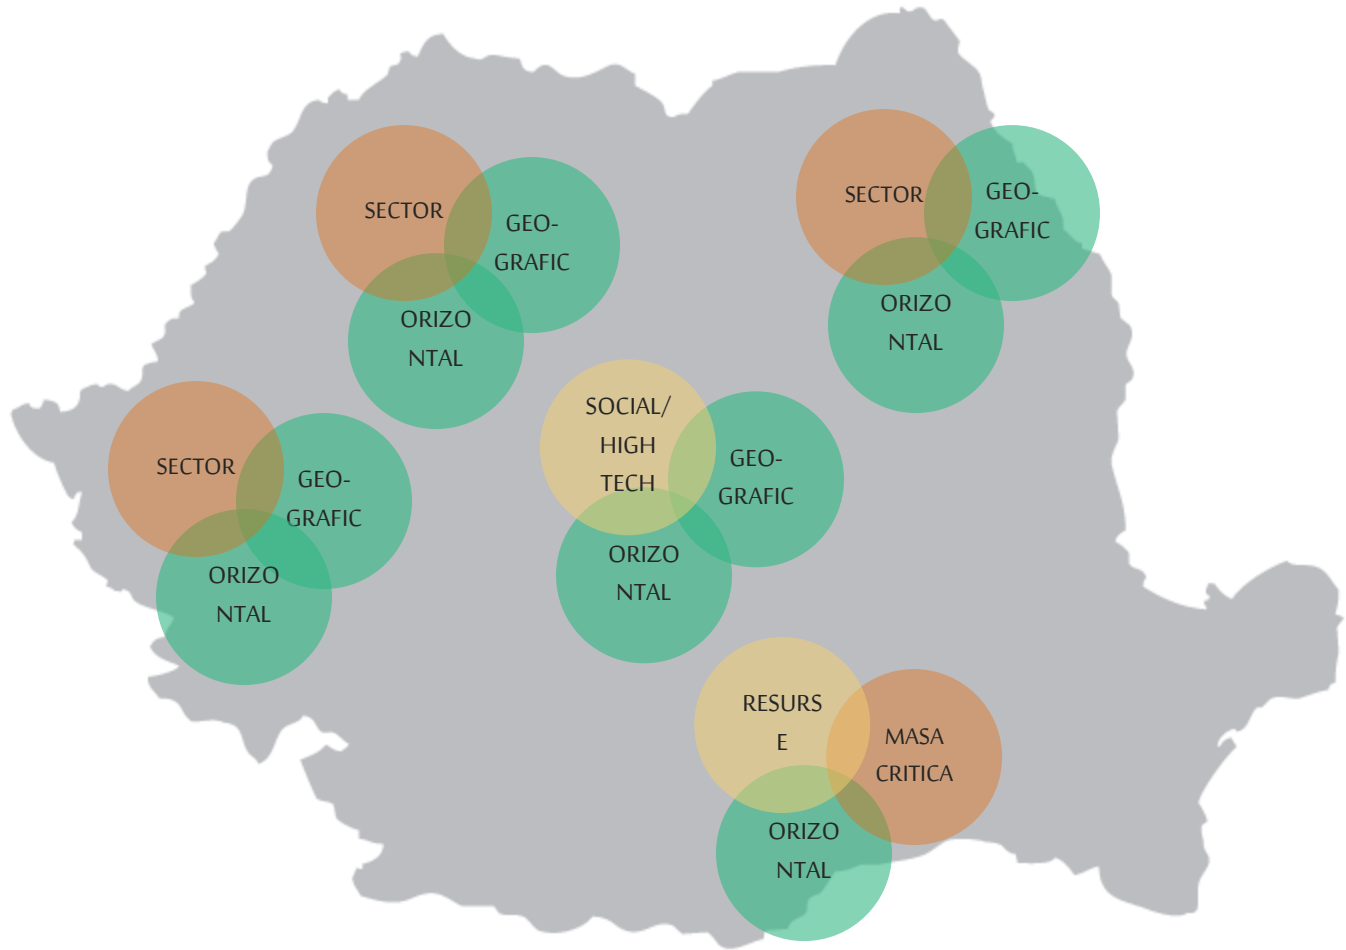 SECTOR
GEO-
GRAFIC
ORIZO
NTAL
SECTOR
GEO-
GRAFIC
ORIZO
NTAL
SECTOR
GEO-
GRAFIC
ORIZO
NTAL
SOCIAL/
HIGH
TECH
GEO-
GRAFIC
ORIZO
NTAL
RESURS
E
MASA
CRITICA
ORIZO
NTAL